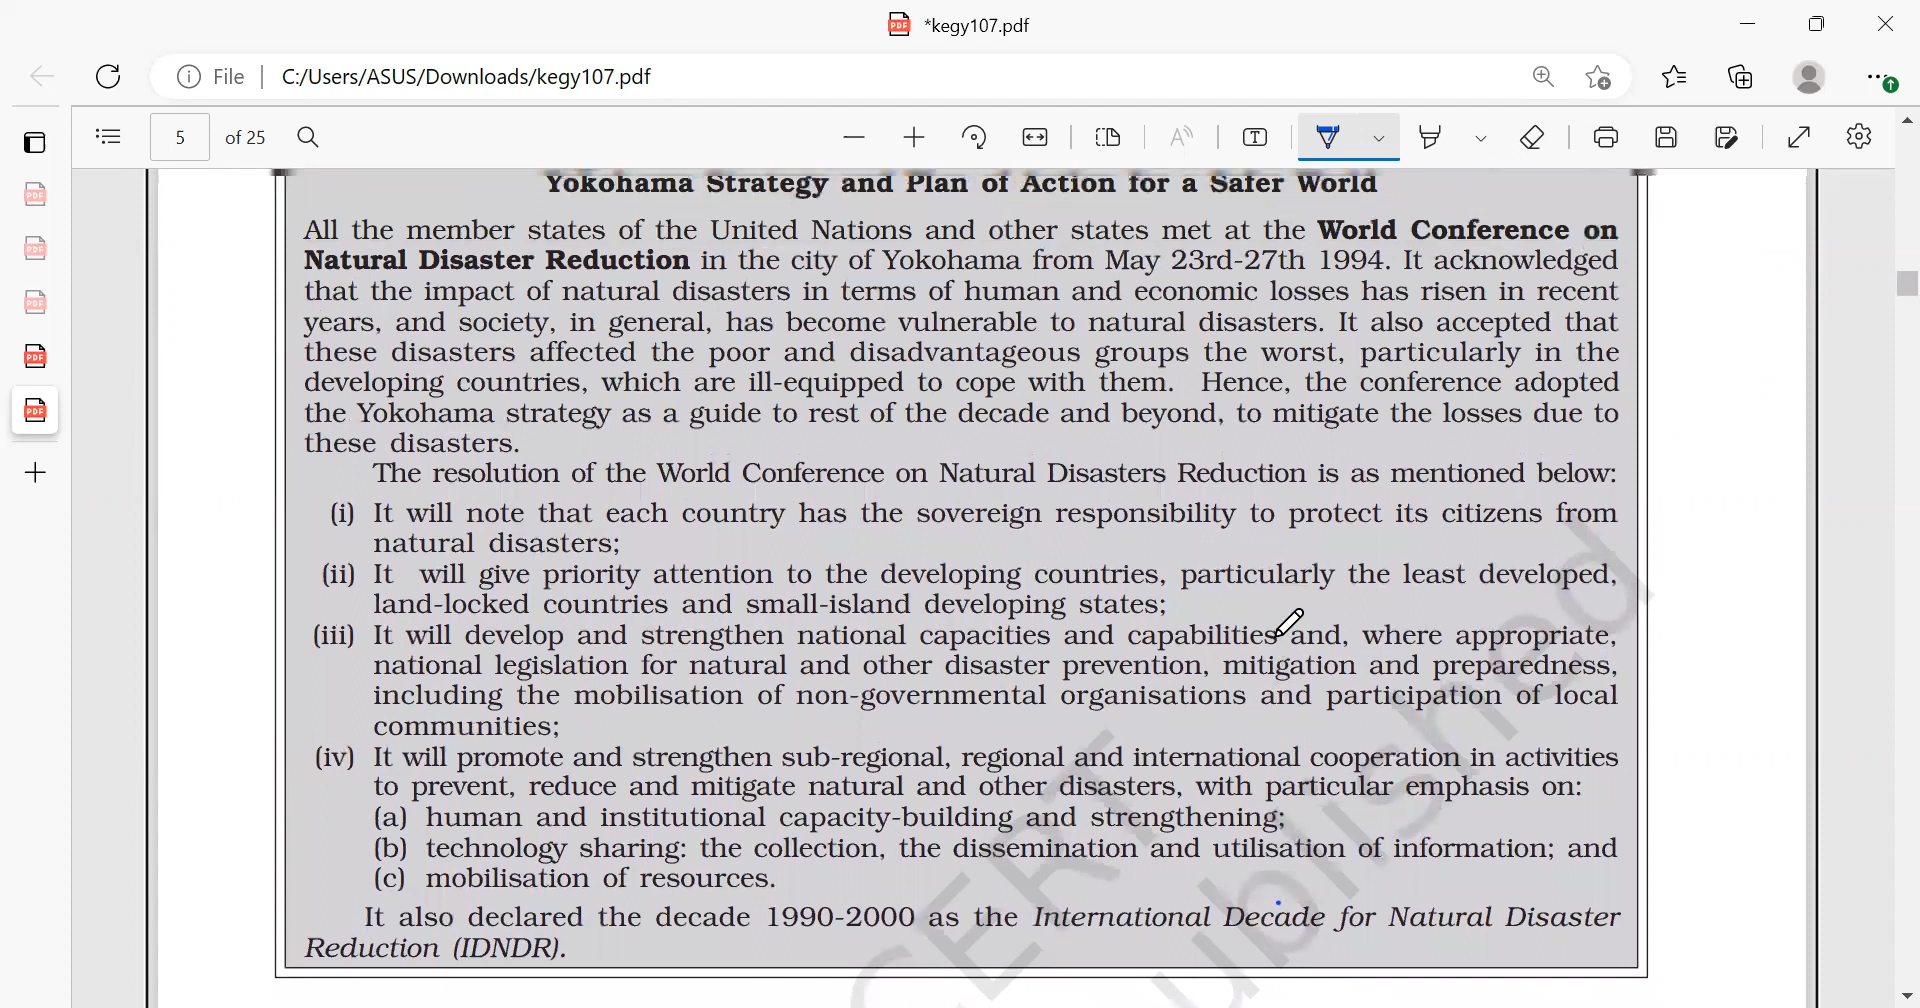 *kegy107.pdf
File
C:/Users/ASUS/Downloads/kegy107.pdf
5 of 25
Yokohama Strategy and Plan of Action for a Safer World
All the member states of the United Nations and other states met at the World Conference on
Natural Disaster Reduction in the city of Yokohama from May 23rd-27th 1994. It acknowledged
that the impact of natural disasters in terms of human and economic losses has risen in recent
years, and society, in general, has become vulnerable to natural disasters. It also accepted that
these disasters affected the poor and disadvantageous groups the worst, particularly in the
developing countries, which are ill-equipped to cope with them. Hence, the conference adopted
the Yokohama strategy as a guide to rest of the decade and beyond, to mitigate the losses due to
these disasters.
The resolution of the World Conference on Natural Disasters Reduction is as mentioned below:
(i) It will note that each country has the sovereign responsibility to protect its citizens from
natural disasters;
(ii) It will give priority attention to the developing countries, particularly the least developed,
land-locked countries and small-island developing states;
(iii) It will develop and strengthen national capacities and capabilities and, where appropriate,
national legislation for natural and other disaster prevention, mitigation and preparedness,
including the mobilisation of non-governmental organisations and participation of local
communities;
(iv) It will promote and strengthen sub-regional, regional and international cooperation in activities
to prevent, reduce and mitigate natural and other disasters, with particular emphasis on:
(a) human and institutional capacity-building and strengthening;
(b) technology sharing: the collection, the dissemination and utilisation of information; and
(c) mobilisation of resources.
It also declared the decade 1990-2000 as the International Decade for Natural Disaster
Reduction (IDNDR).